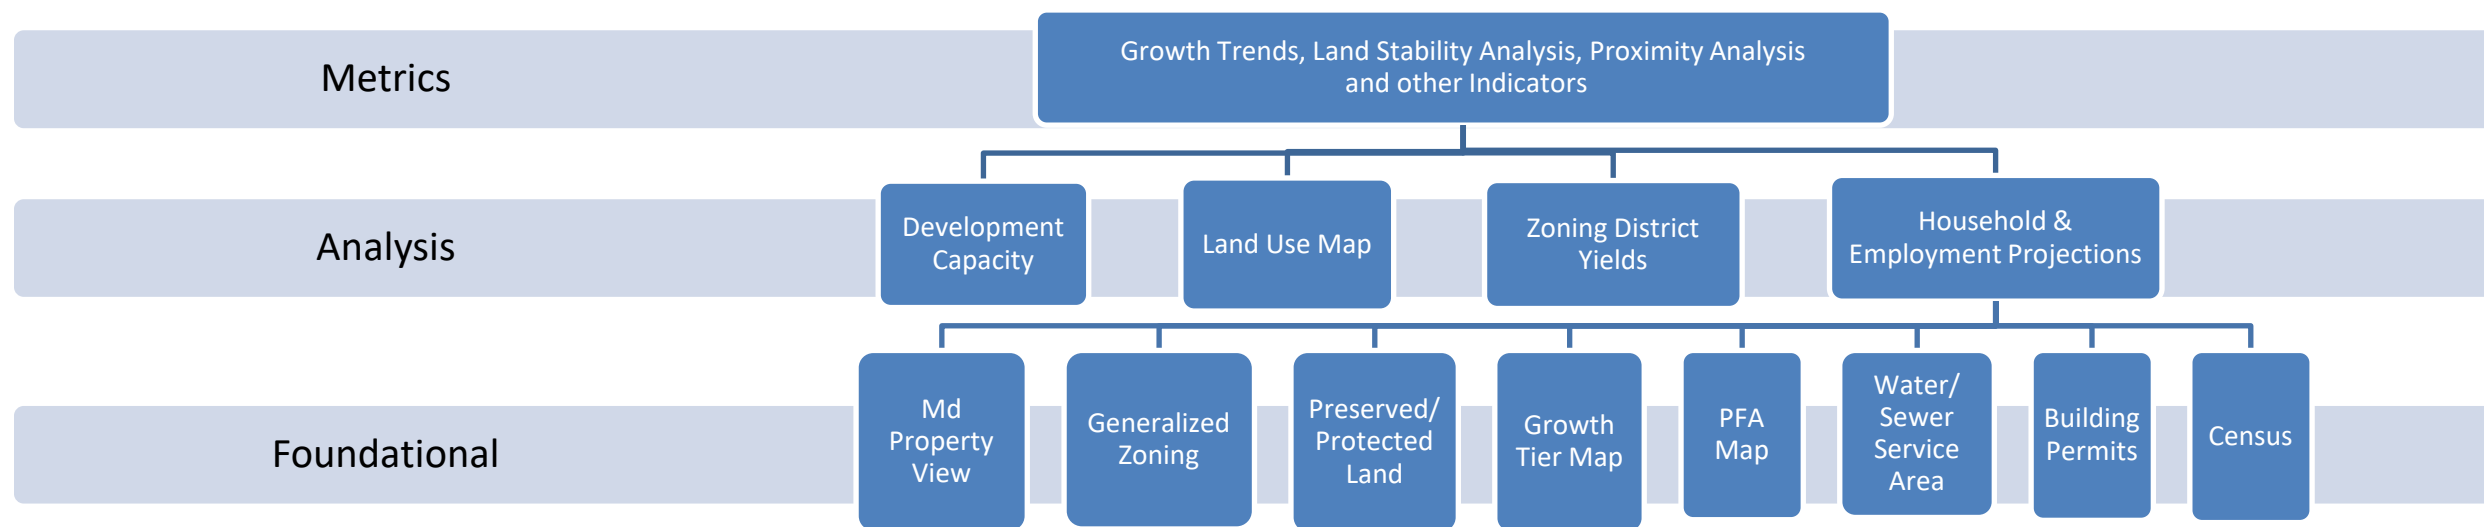 Metrics
Growth Trends, Land Stability Analysis, Proximity Analysis
and other Indicators
Analysis
Development
Capacity
Land Use Map
Zoning District
Yields
Household &
Employment Projections
Foundational
Md
Property
View
Generalized
Zoning
Preserved/
Protected
Land
Growth
Tier Map
PFA
Map
Water/
Sewer
Service
Area
Building
Permits
Census